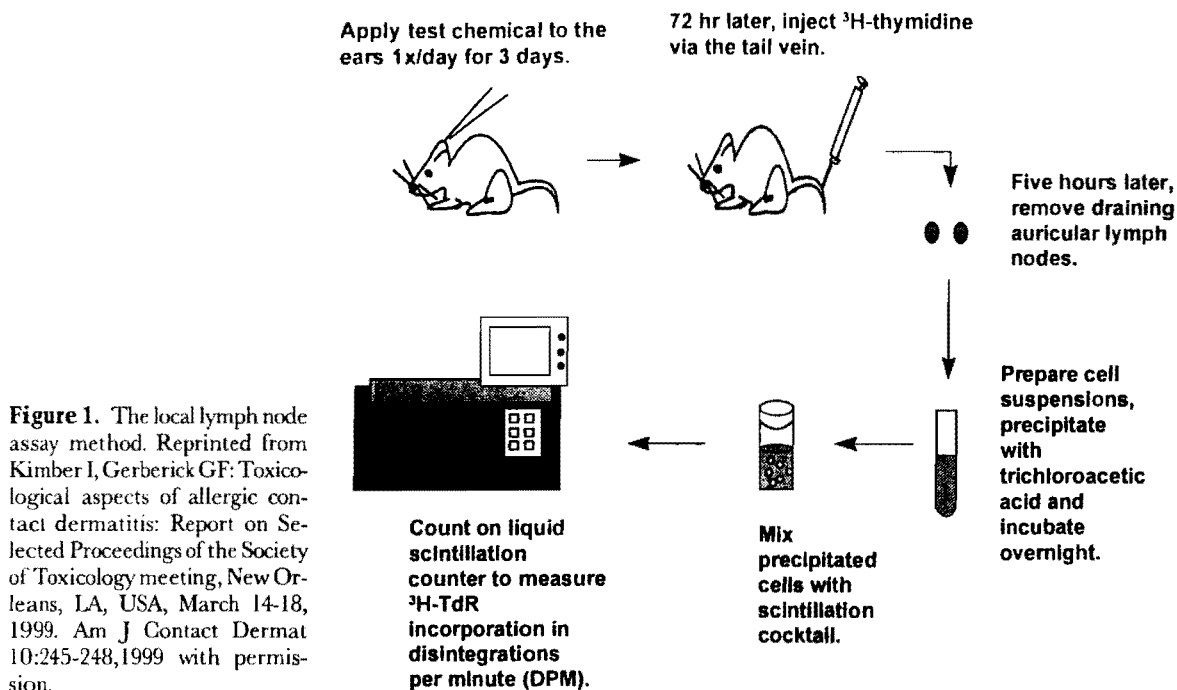 Apply test chemical to the
ears 1x/day for 3 days.
72 hr later, inject ³H-thymidine
via the tail vein.
Five hours later,
remove draining
auricular lymph
nodes.
Prepare cell
suspensions,
precipitate
with
trichloroacetic
acid and
incubate
overnight.
Mix
precipitated
cells with
scintillation
cocktail.
Count on liquid
scintillation
counter to measure
³H-TdR
incorporation in
disintegrations
per minute (DPM).
Figure 1. The local lymph node
assay method. Reprinted from
Kimber I, Gerberick GF: Toxico-
logical aspects of allergic con-
tact dermatitis: Report on Se-
lected Proceedings of the Society
of Toxicology meeting, New Or-
leans, LA, USA, March 14-18,
1999. Am J Contact Dermat
10:245-248,1999 with permis-
sion.